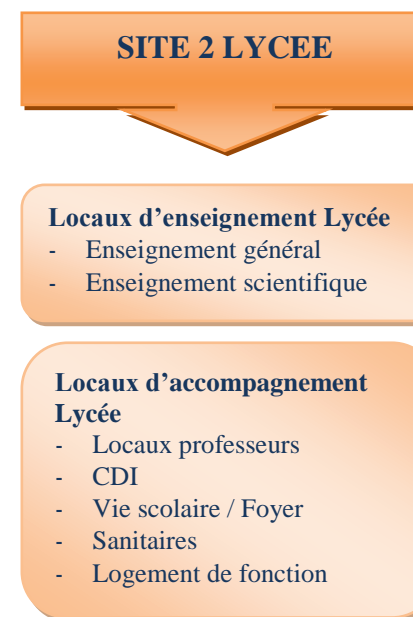 SITE 2 LYCEE
Locaux d’enseignement Lycée
- Enseignement général
- Enseignement scientifique
Locaux d’accompagnement
Lycée
- Locaux professeurs
- CDI
- Vie scolaire / Foyer
- Sanitaires
- Logement de fonction